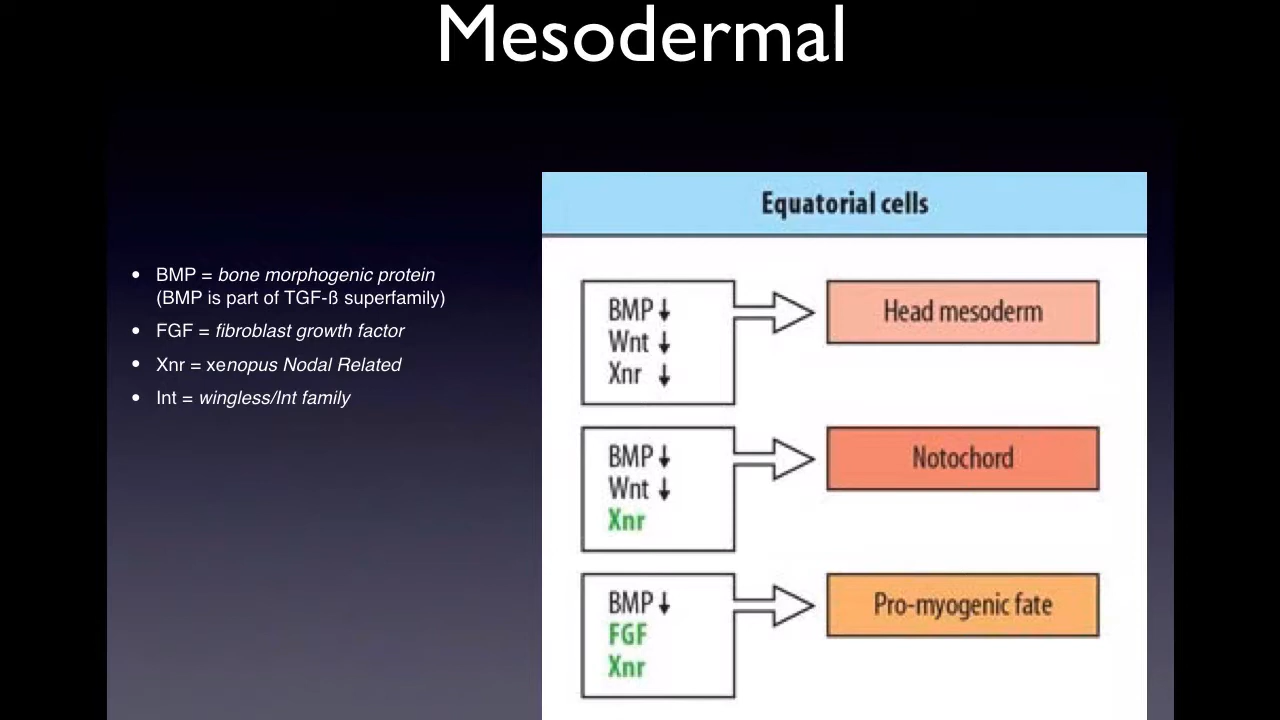 Mesodermal
• BMP = bone morphogenic protein
(BMP is part of TGF-ß superfamily)
• FGF = fibroblast growth factor
• Xnr = xenopus Nodal Related
• Int = wingless/Int family
Equatorial cells
BMP ↓
Wnt ↓
Xnr ↓
Head mesoderm
BMP ↓
Wnt ↓
Xnr
Notochord
BMP ↓
FGF
Xnr
Pro-myogenic fate